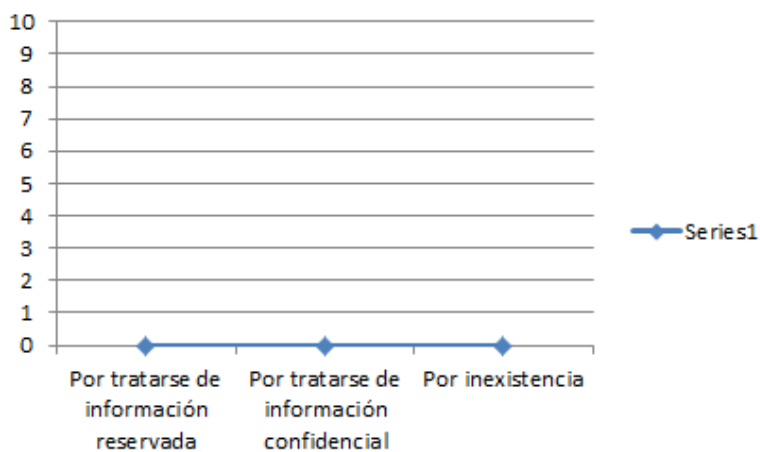 10
9
8
7
6
5
4
3
2
1
0
Series1
Por tratarse de
información
reservada
Por tratarse de
información
confidencial
Por inexistencia